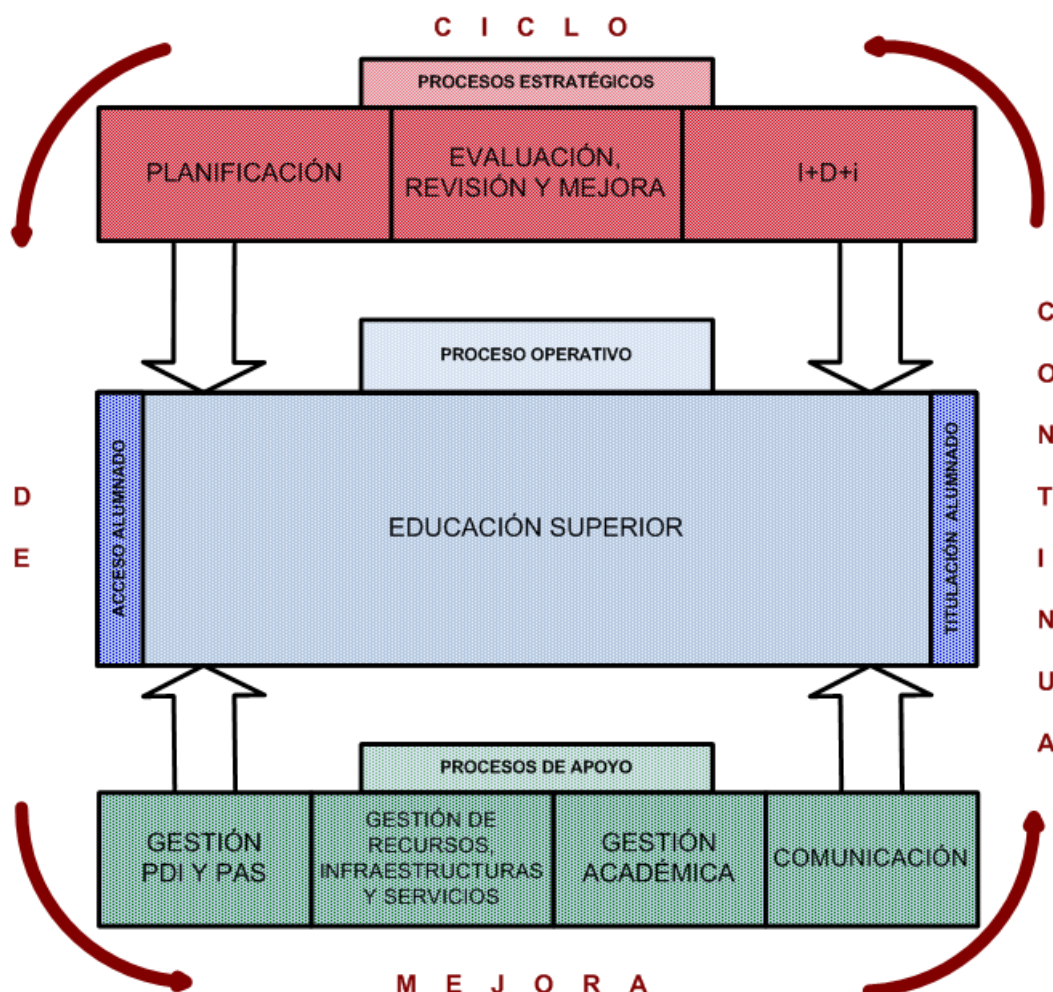 C I C L O
PROCESOS ESTRATÉGICOS
PLANIFICACIÓN
EVALUACIÓN,
REVISIÓN Y MEJORA
I+D+i
PROCESO OPERATIVO
ACCESO ALUMNADO
EDUCACIÓN SUPERIOR
TITULACIÓN ALUMNADO
D E
C O N T I N U A
PROCESOS DE APOYO
GESTIÓN
PDI Y PAS
GESTIÓN DE
RECURSOS,
INFRAESTRUCTURAS
Y SERVICIOS
GESTIÓN
ACADÉMICA
COMUNICACIÓN
M E J O R A